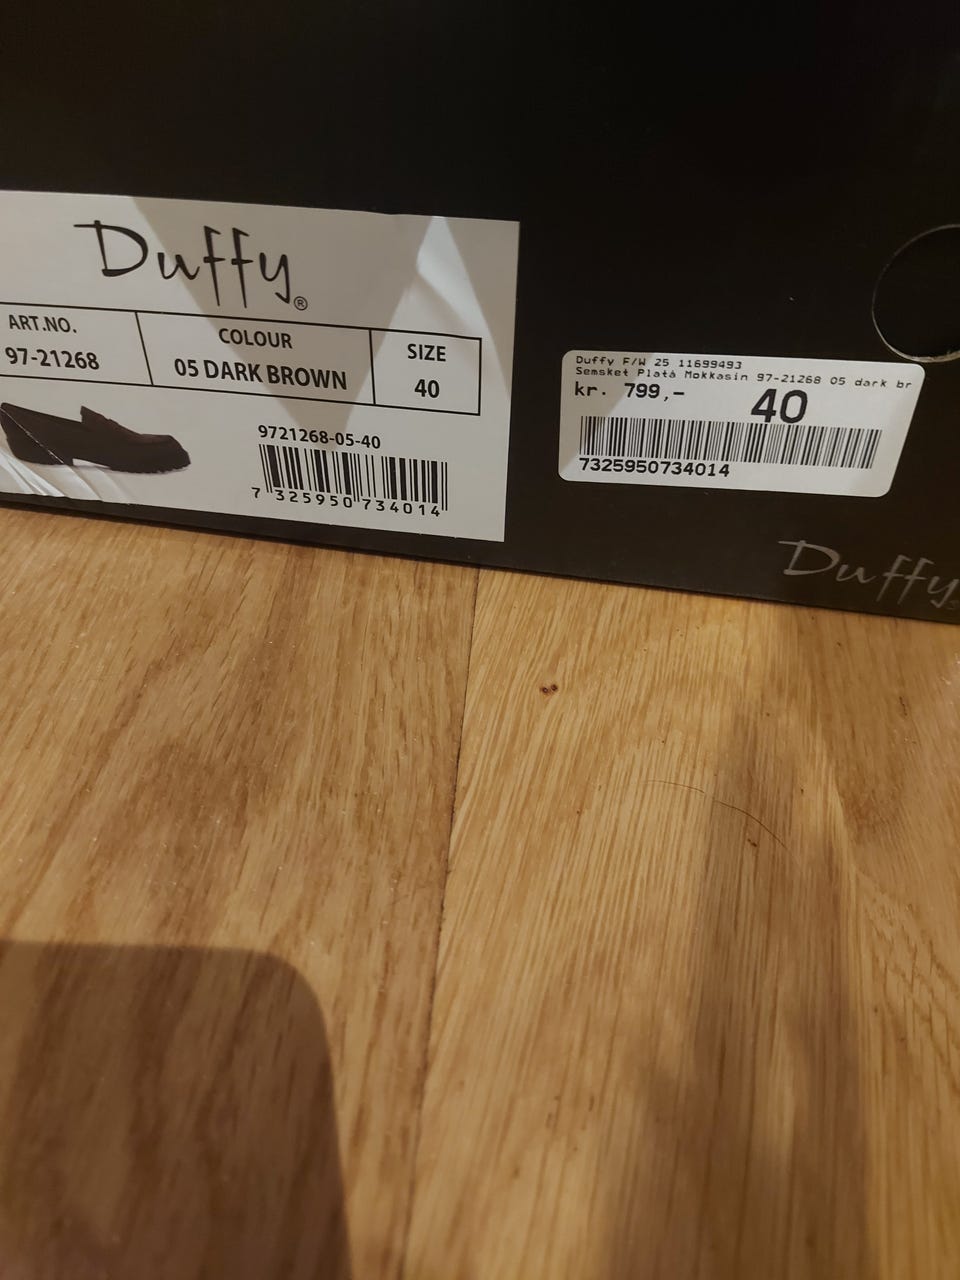 Duffy®
ART.NO. COLOUR SIZE
97-21268 05 DARK BROWN 40
9721268-05-40
7 325950 734014
Duffy F/W 25 11699493
Semsket Platå Mokkasin 97-21268 05 dark br
kr. 799,- 40
7325950734014
Duffy